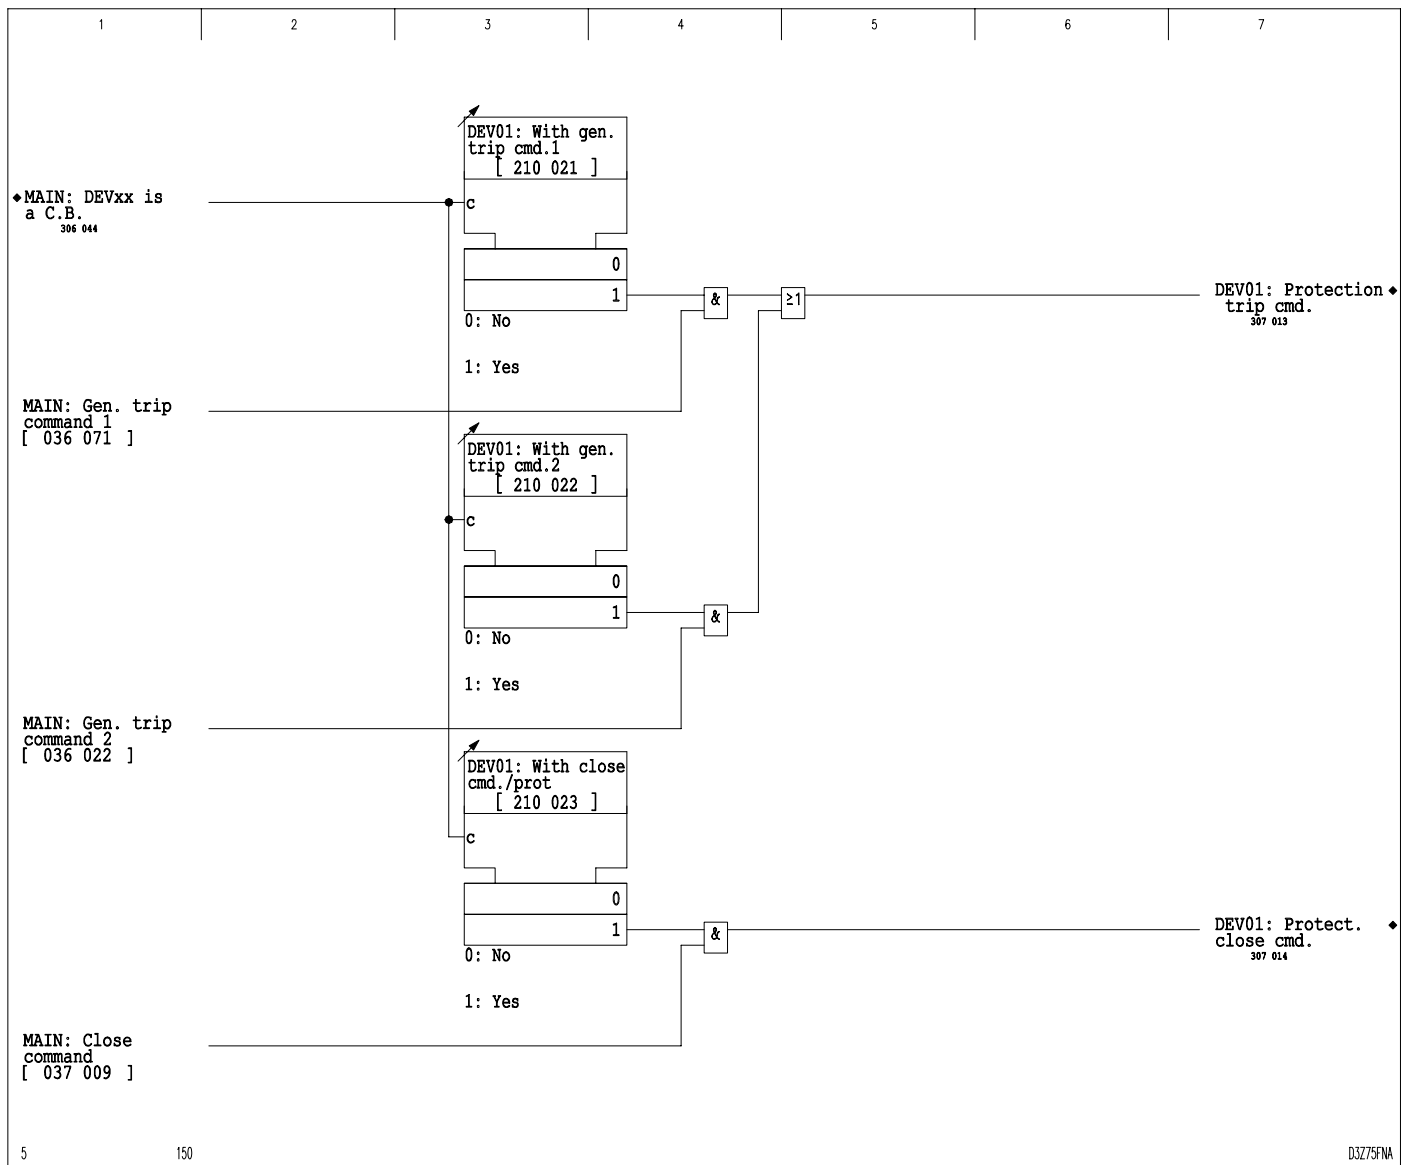 1 2 3 4 5 6 7
DEV01: With gen.
trip cmd.1
[ 210 021 ]
◆MAIN: DEVxx is
a C.B.
306 044
c
0
1
0: No
1: Yes
&
≥1
DEV01: Protection ◆
trip cmd.
307 013
MAIN: Gen. trip
command 1
[ 036 071 ]
DEV01: With gen.
trip cmd.2
[ 210 022 ]
c
0
1
0: No
1: Yes
&
MAIN: Gen. trip
command 2
[ 036 022 ]
DEV01: With close
cmd./prot
[ 210 023 ]
c
0
1
0: No
1: Yes
&
DEV01: Protect. ◆
close cmd.
307 014
MAIN: Close
command
[ 037 009 ]
5 150 D3Z75FNA